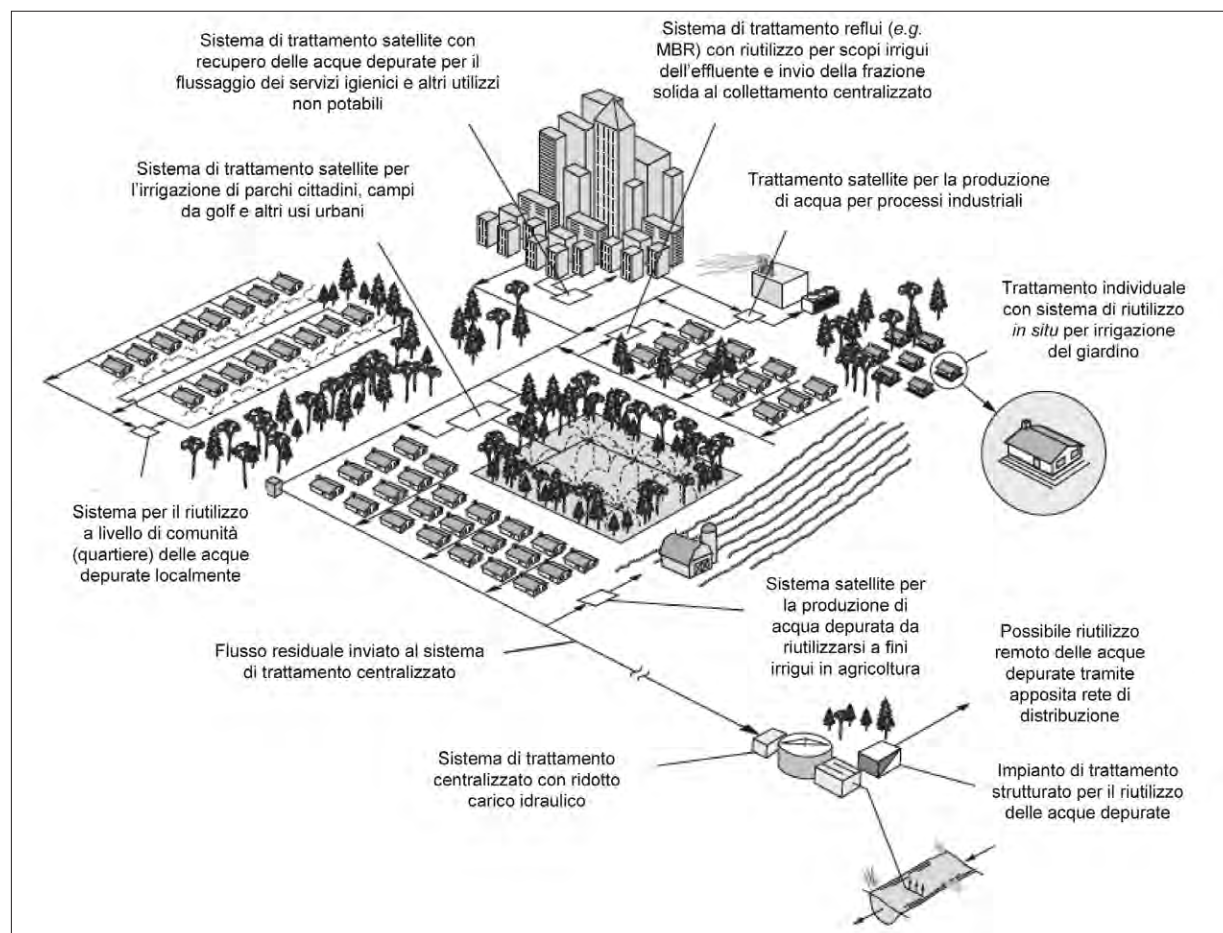 Sistema di trattamento satellite con
recupero delle acque depurate per il
flussaggio dei servizi igienici e altri utilizzi
non potabili
Sistema di trattamento reflui (e.g.
MBR) con riutilizzo per scopi irrigui
dell'effluente e invio della frazione
solida al collettamento centralizzato
Sistema di trattamento satellite per
l'irrigazione di parchi cittadini, campi
da golf e altri usi urbani
Trattamento satellite per la produzione
di acqua per processi industriali
Trattamento individuale
con sistema di riutilizzo
in situ per irrigazione
del giardino
Sistema per il riutilizzo
a livello di comunità
(quartiere) delle acque
depurate localmente
Flusso residuale inviato al sistema
di trattamento centralizzato
Sistema satellite per
la produzione di
acqua depurata da
riutilizzarsi a fini
irrigui in agricoltura
Possibile riutilizzo
remoto delle acque
depurate tramite
apposita rete di
distribuzione
Sistema di trattamento
centralizzato con ridotto
carico idraulico
Impianto di trattamento
strutturato per il riutilizzo
delle acque depurate